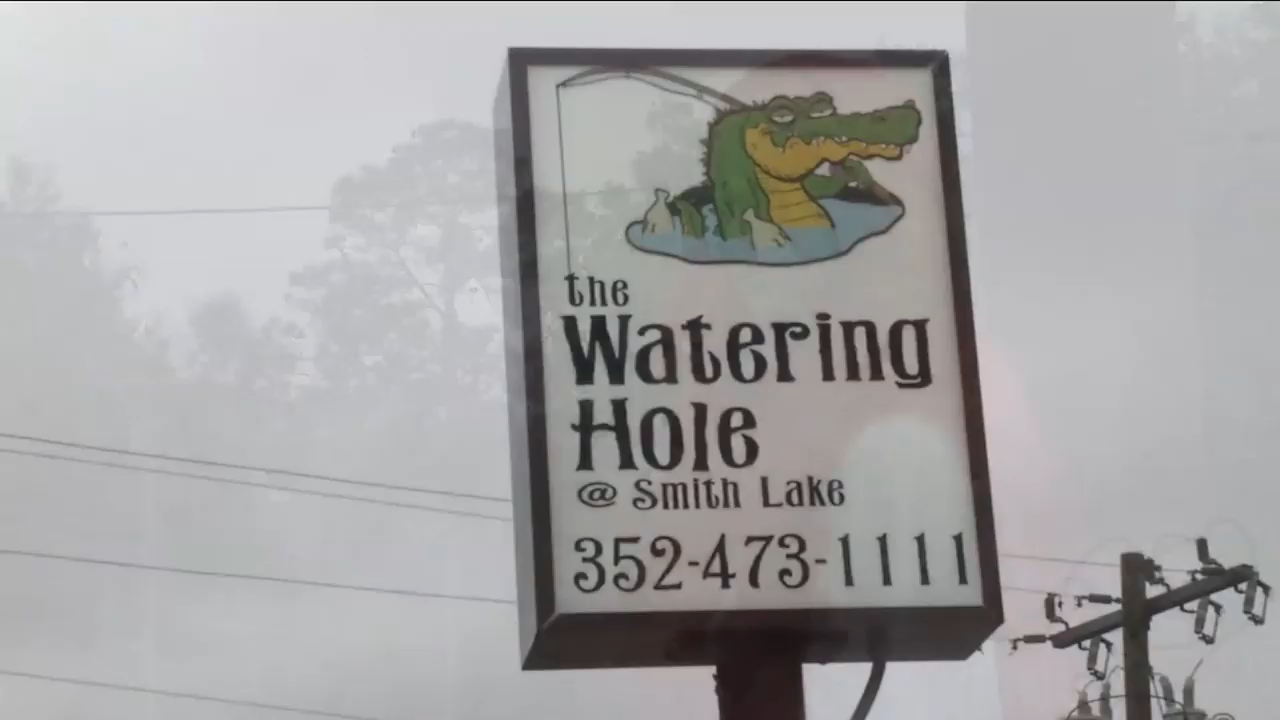 the
Watering
Hole
@ Smith Lake
352-473-1111